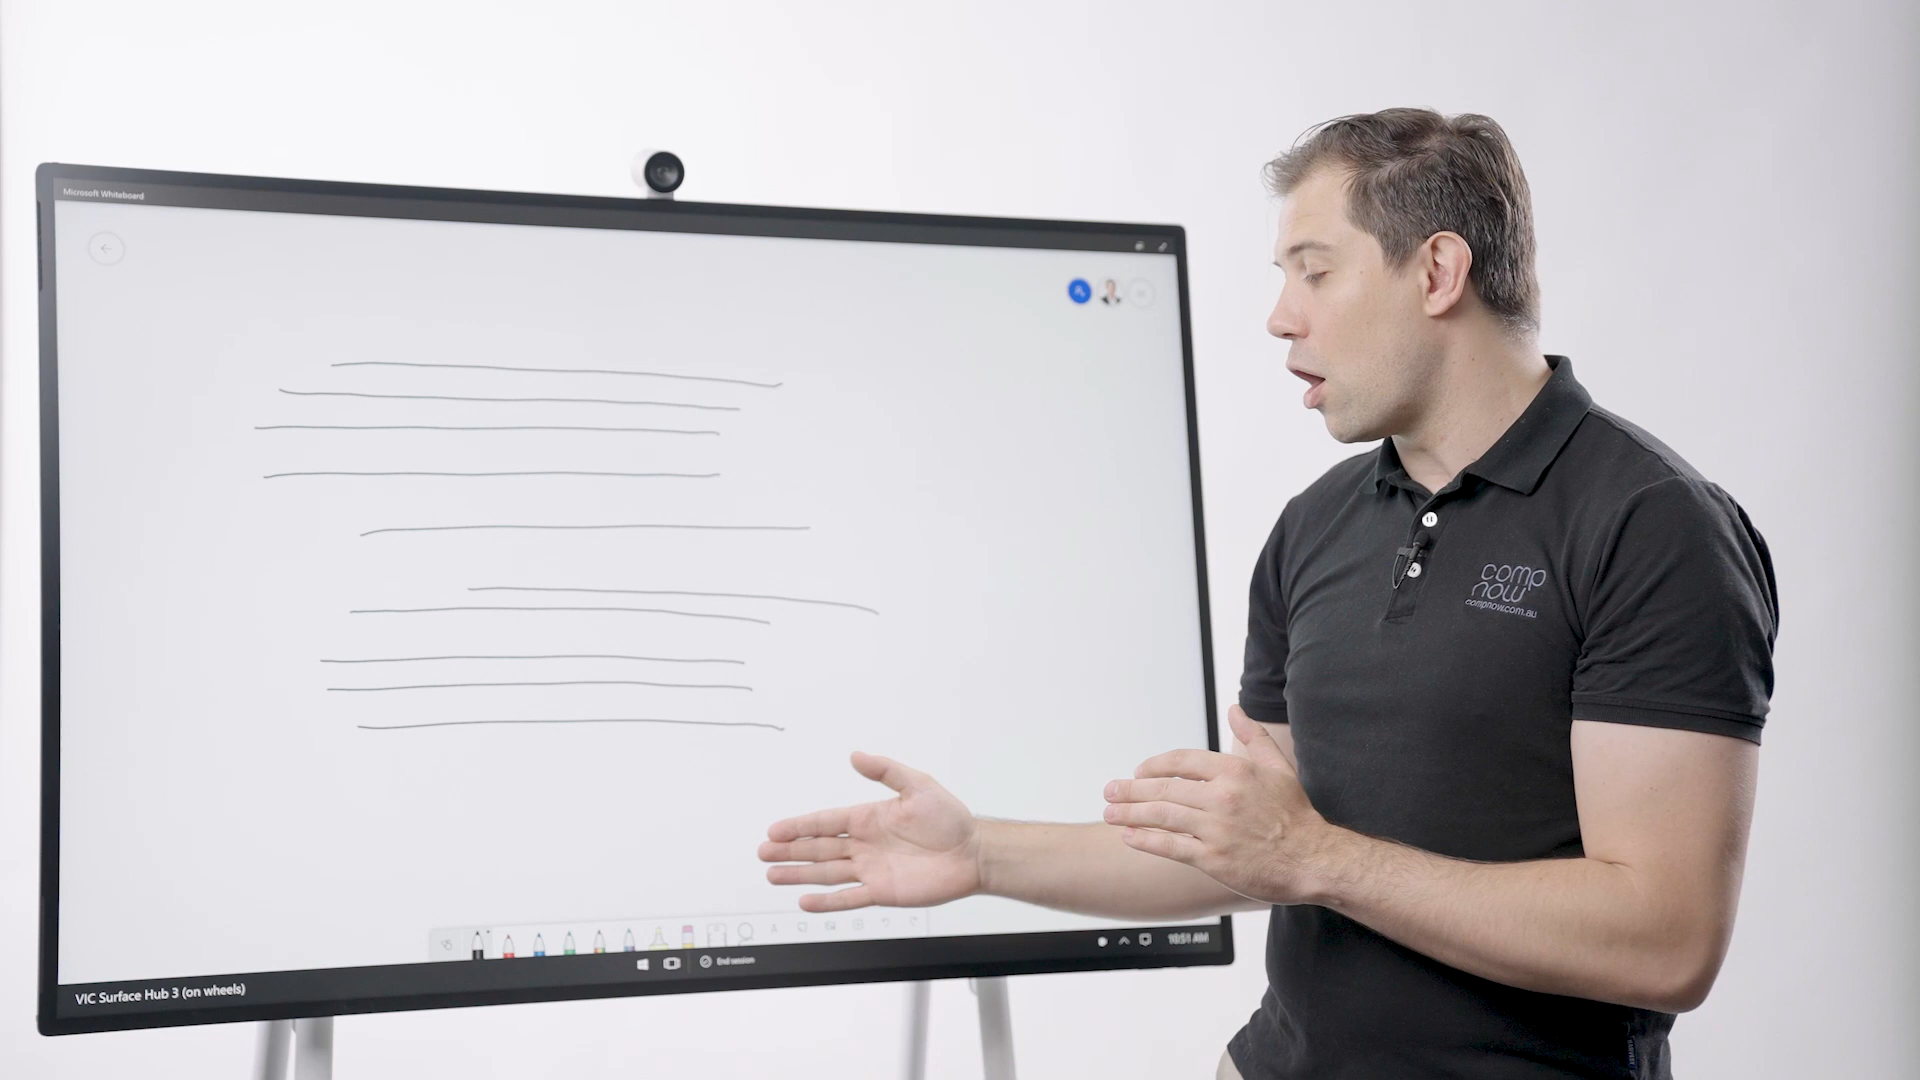 Microsoft Whiteboard
comp
now
compnow.com.au
End session
10:51 AM
VIC Surface Hub 3 (on wheels)